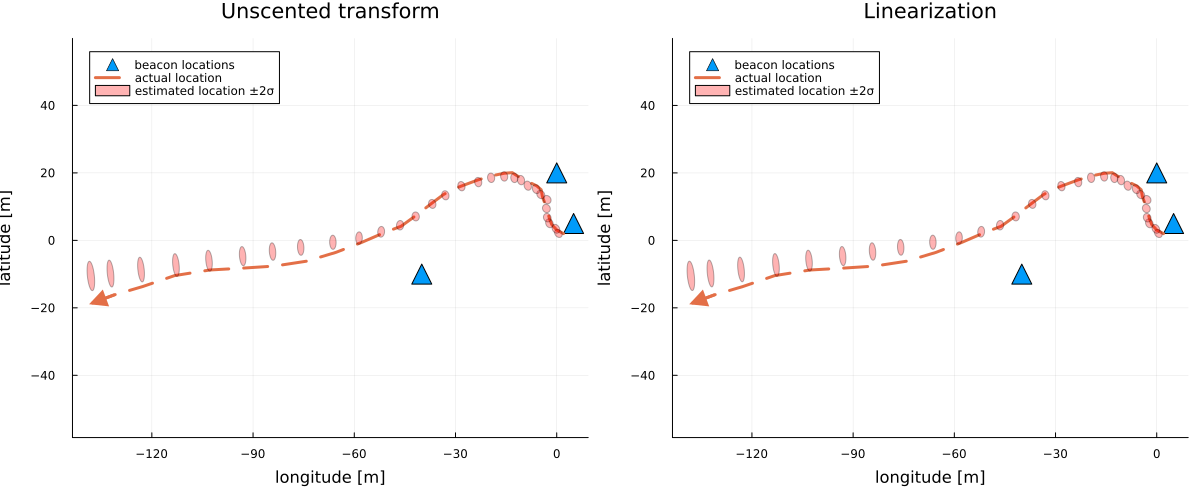 Unscented transform
beacon locations
actual location
estimated location ±2σ
40
20
0
−20
−40
latitude [m]
−120
−90
−60
−30
0
longitude [m]
Linearization
beacon locations
actual location
estimated location ±2σ
40
20
0
−20
−40
latitude [m]
−120
−90
−60
−30
0
longitude [m]